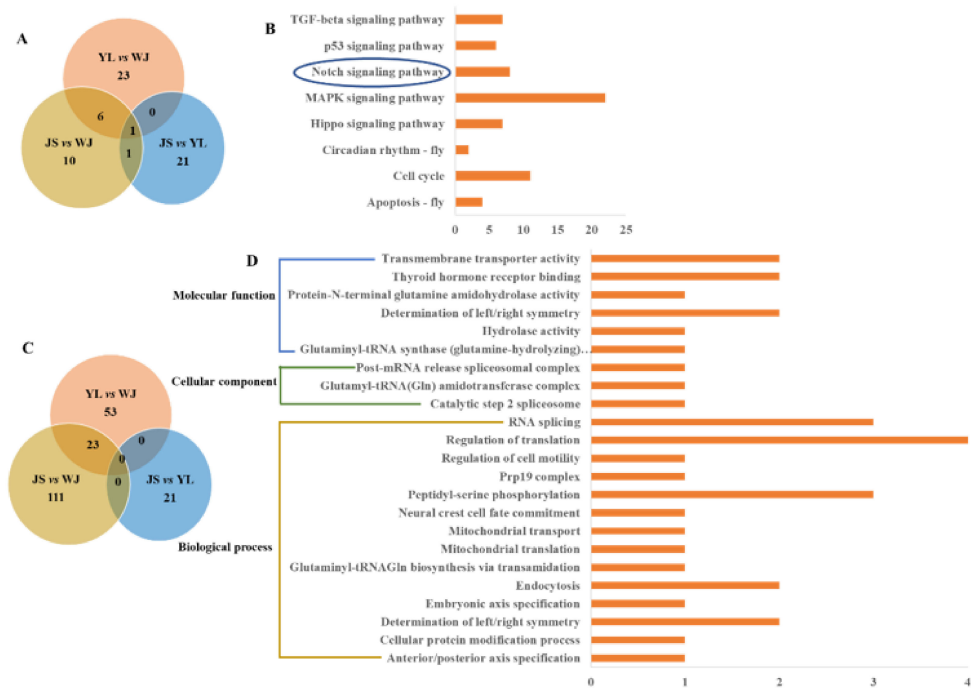 A
YL vs WJ
23
6
0
1
JS vs WJ
10
1
JS vs YL
21
B
TGF-beta signaling pathway
p53 signaling pathway
Notch signaling pathway
MAPK signaling pathway
Hippo signaling pathway
Circadian rhythm - fly
Cell cycle
Apoptosis - fly
0 5 10 15 20 25
C
YL vs WJ
53
23
0
0
JS vs WJ
111
0
JS vs YL
21
D
Molecular function
Transmembrane transporter activity
Thyroid hormone receptor binding
Protein-N-terminal glutamine amidohydrolase activity
Determination of left/right symmetry
Hydrolase activity
Glutaminyl-tRNA synthase (glutamine-hydrolyzing)...
Cellular component
Post-mRNA release spliceosomal complex
Glutamyl-tRNA(Gln) amidotransferase complex
Catalytic step 2 spliceosome
Biological process
RNA splicing
Regulation of translation
Regulation of cell motility
Prp19 complex
Peptidyl-serine phosphorylation
Neural crest cell fate commitment
Mitochondrial transport
Mitochondrial translation
Glutaminyl-tRNAGln biosynthesis via transamidation
Endocytosis
Embryonic axis specification
Determination of left/right symmetry
Cellular protein modification process
Anterior/posterior axis specification
0 1 2 3 4